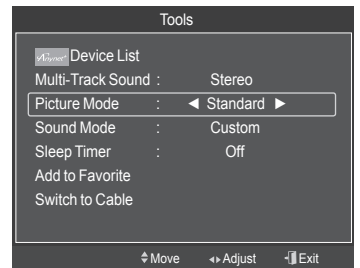 Tools
Anynet+ Device List
Multi-Track Sound : Stereo
Picture Mode : ◄ Standard ►
Sound Mode : Custom
Sleep Timer : Off
Add to Favorite
Switch to Cable
Move Adjust Exit